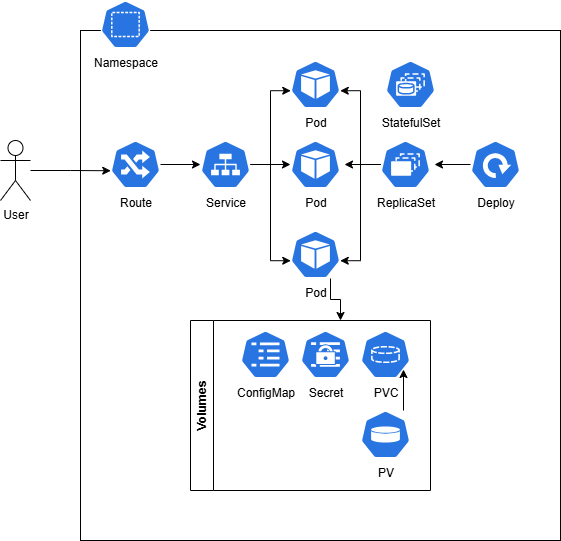 Namespace
Pod
StatefulSet
User
Route
Service
Pod
ReplicaSet
Deploy
Pod
Volumes
ConfigMap
Secret
PVC
PV